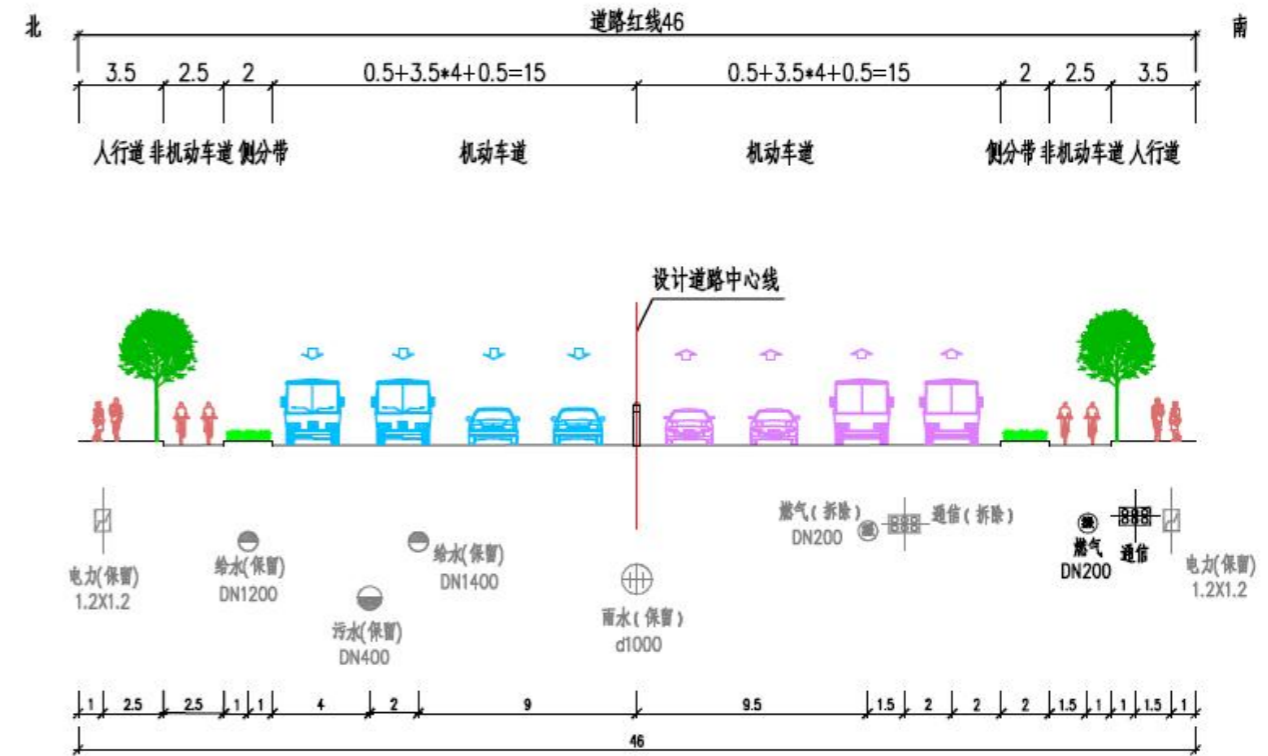 北
道路红线46
南
3.5
2.5
2
0.5+3.5*4+0.5=15
0.5+3.5*4+0.5=15
2
2.5
3.5
人行道
非机动车道
侧分带
机动车道
机动车道
侧分带
非机动车道
人行道
设计道路中心线
电力(保留)
1.2X1.2
给水(保留)
DN1200
污水(保留)
DN400
给水(保留)
DN1400
雨水(保留)
d1000
燃气(拆除)
DN200
通信(拆除)
燃气
DN200
通信
电力(保留)
1.2X1.2
1
2.5
2.5
1
1
4
2
9
9.5
1.5
2
2
2
1.5
1
1
1.5
1
46